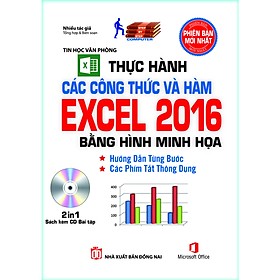 Nhiều tác giả
Tổng hợp & Biên soạn
COMPUTER
PHIÊN BẢN
MỚI NHẤT
TIN HỌC VĂN PHÒNG
THỰC HÀNH
CÁC CÔNG THỨC VÀ HÀM
EXCEL 2016
BẰNG HÌNH MINH HỌA
Hướng Dẫn Từng Bước
Các Phím Tắt Thông Dụng
2 in 1
Sách kèm CD Bài tập
NHÀ XUẤT BẢN ĐỒNG NAI
Microsoft Office